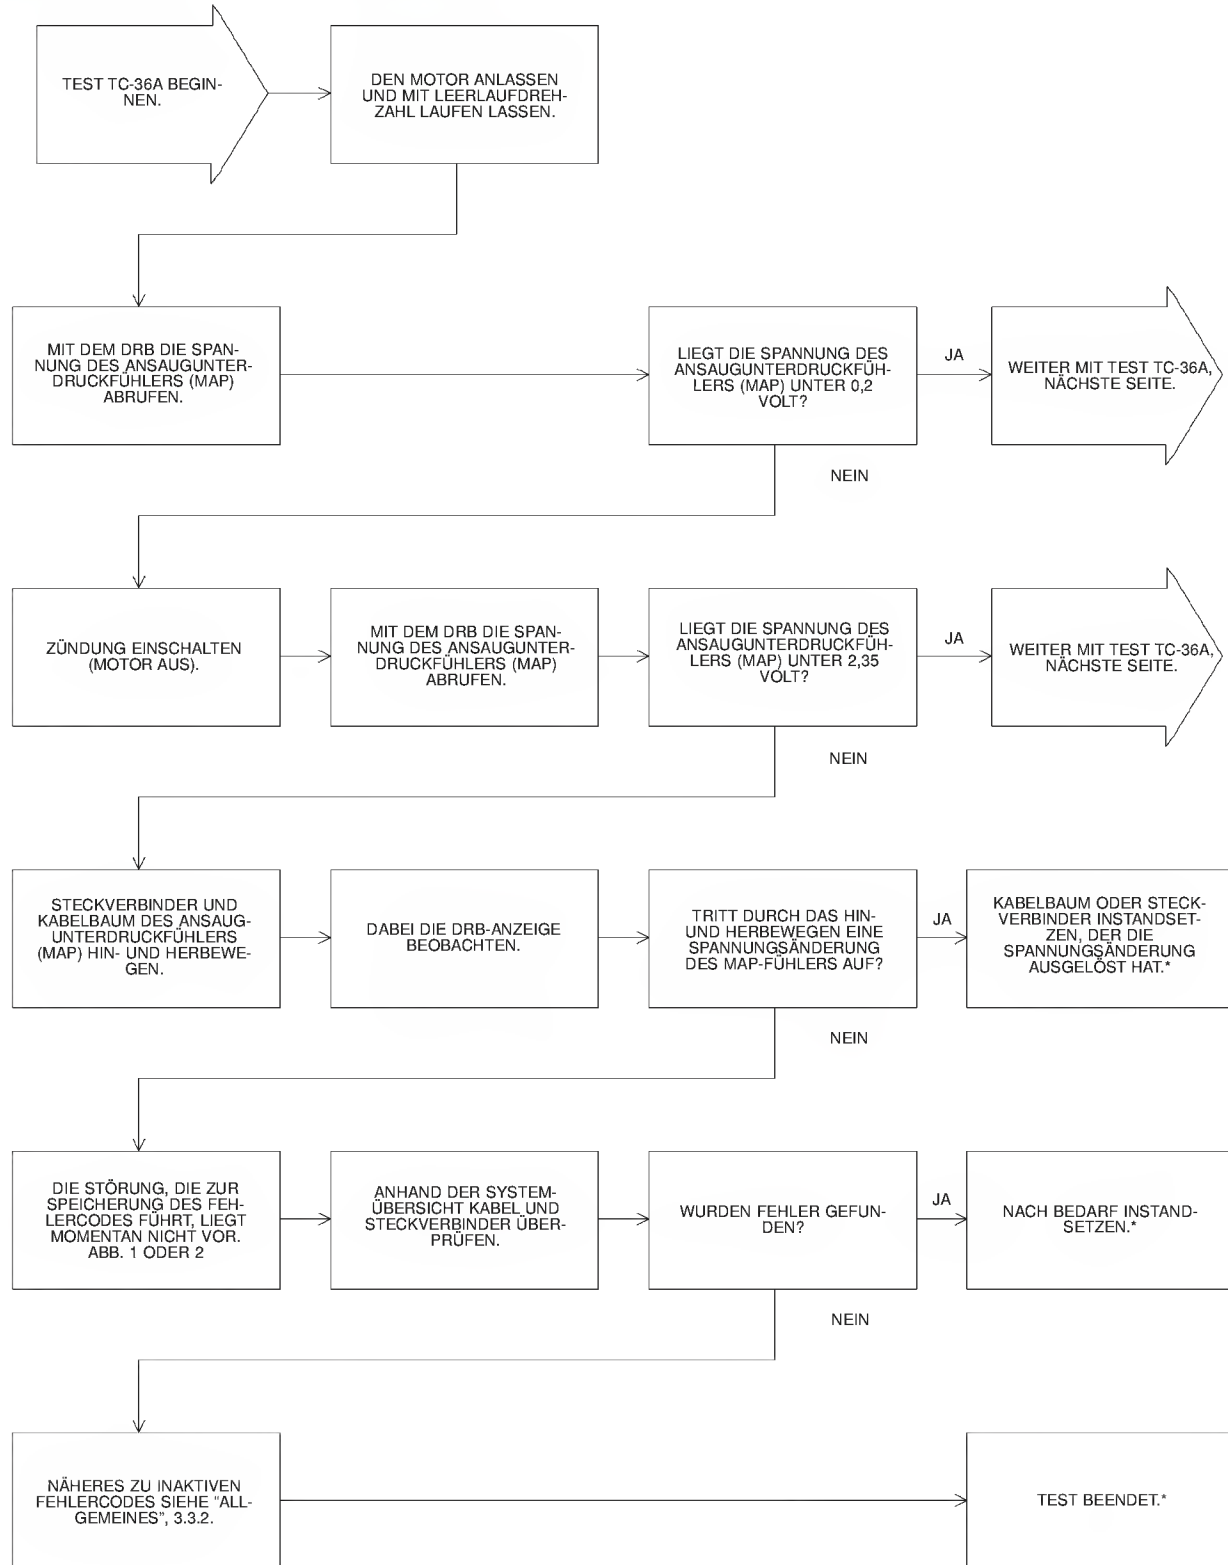 TEST TC-36A BEGIN-
NEN.
DEN MOTOR ANLASSEN
UND MIT LEERLAUFDREH-
ZAHL LAUFEN LASSEN.
MIT DEM DRB DIE SPAN-
NUNG DES ANSAUGUNTER-
DRUCKFÜHLERS (MAP)
ABRUFEN.
LIEGT DIE SPANNUNG DES
ANSAUGUNTERDRUCKFÜH-
LERS (MAP) UNTER 0,2
VOLT?
JA
WEITER MIT TEST TC-36A,
NÄCHSTE SEITE.
NEIN
ZÜNDUNG EINSCHALTEN
(MOTOR AUS).
MIT DEM DRB DIE SPAN-
NUNG DES ANSAUGUNTER-
DRUCKFÜHLERS (MAP)
ABRUFEN.
LIEGT DIE SPANNUNG DES
ANSAUGUNTERDRUCKFÜH-
LERS (MAP) UNTER 2,35
VOLT?
JA
WEITER MIT TEST TC-36A,
NÄCHSTE SEITE.
NEIN
STECKVERBINDER UND
KABELBAUM DES ANSAUG-
UNTERDRUCKFÜHLERS
(MAP) HIN- UND HERBEWE-
GEN.
DABEI DIE DRB-ANZEIGE
BEOBACHTEN.
TRITT DURCH DAS HIN-
UND HERBEWEGEN EINE
SPANNUNGSÄNDERUNG
DES MAP-FÜHLERS AUF?
JA
KABELBAUM ODER STECK-
VERBINDER INSTANDSET-
ZEN, DER DIE
SPANNUNGSÄNDERUNG
AUSGELÖST HAT.*
NEIN
DIE STÖRUNG, DIE ZUR
SPEICHERUNG DES FEH-
LERCODES FÜHRT, LIEGT
MOMENTAN NICHT VOR.
ABB. 1 ODER 2
ANHAND DER SYSTEM-
ÜBERSICHT KABEL UND
STECKVERBINDER ÜBER-
PRÜFEN.
WURDEN FEHLER GEFUN-
DEN?
JA
NACH BEDARF INSTAND-
SETZEN.*
NEIN
NÄHERES ZU INAKTIVEN
FEHLERCODES SIEHE "ALL-
GEMEINES", 3.3.2.
TEST BEENDET.*